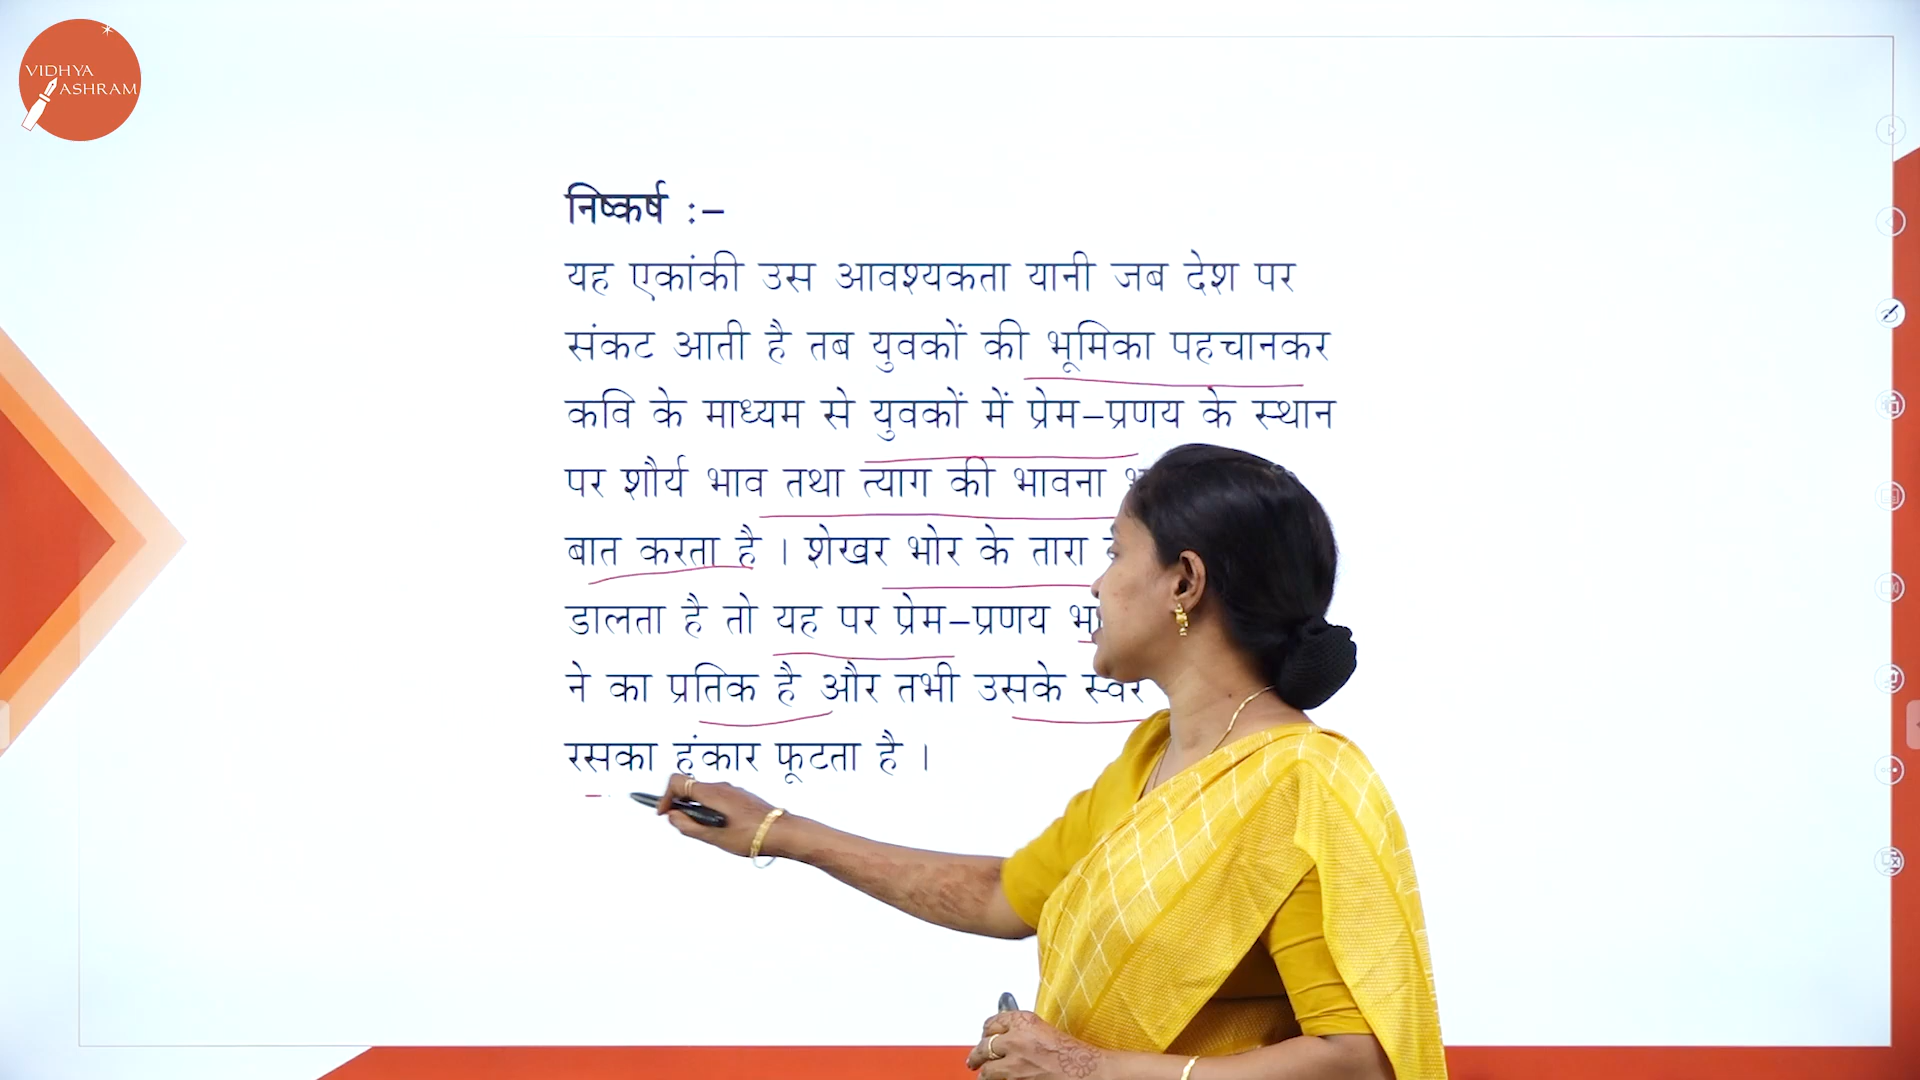 VIDHYA
ASHRAM
निष्कर्ष :–
यह एकांकी उस आवश्यकता यानी जब देश पर
संकट आती है तब युवकों की भूमिका पहचानकर
कवि के माध्यम से युवकों में प्रेम–प्रणय के स्थान
पर शौर्य भाव तथा त्याग की भावना
बात करता है । शेखर भोर के तारा
डालता है तो यह पर प्रेम–प्रणय
ने का प्रतिक है और तभी उसके स्वर
रसका हुंकार फूटता है ।